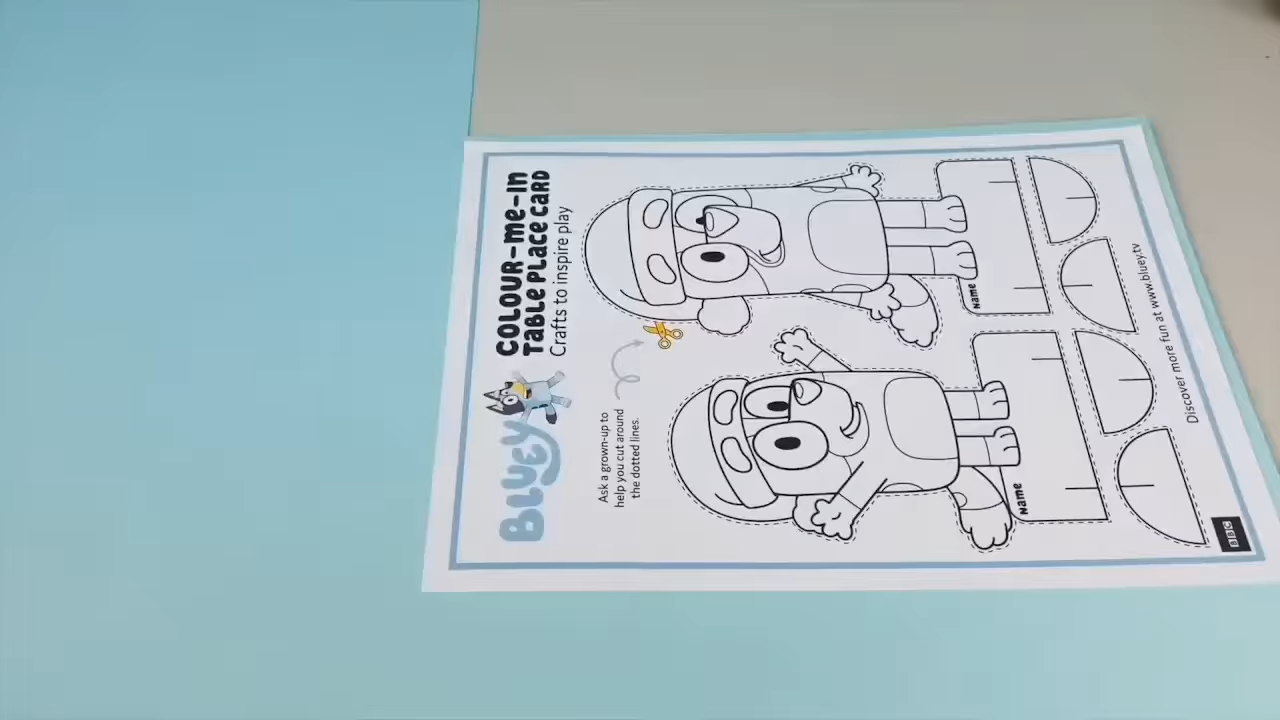 BLUEY
COLOUR-me-IN
TaBLE PLaCE CaRD
Crafts to inspire play
Ask a grown-up to
help you cut around
the dotted lines.
Name
Name
Discover more fun at www.bluey.tv
BBC